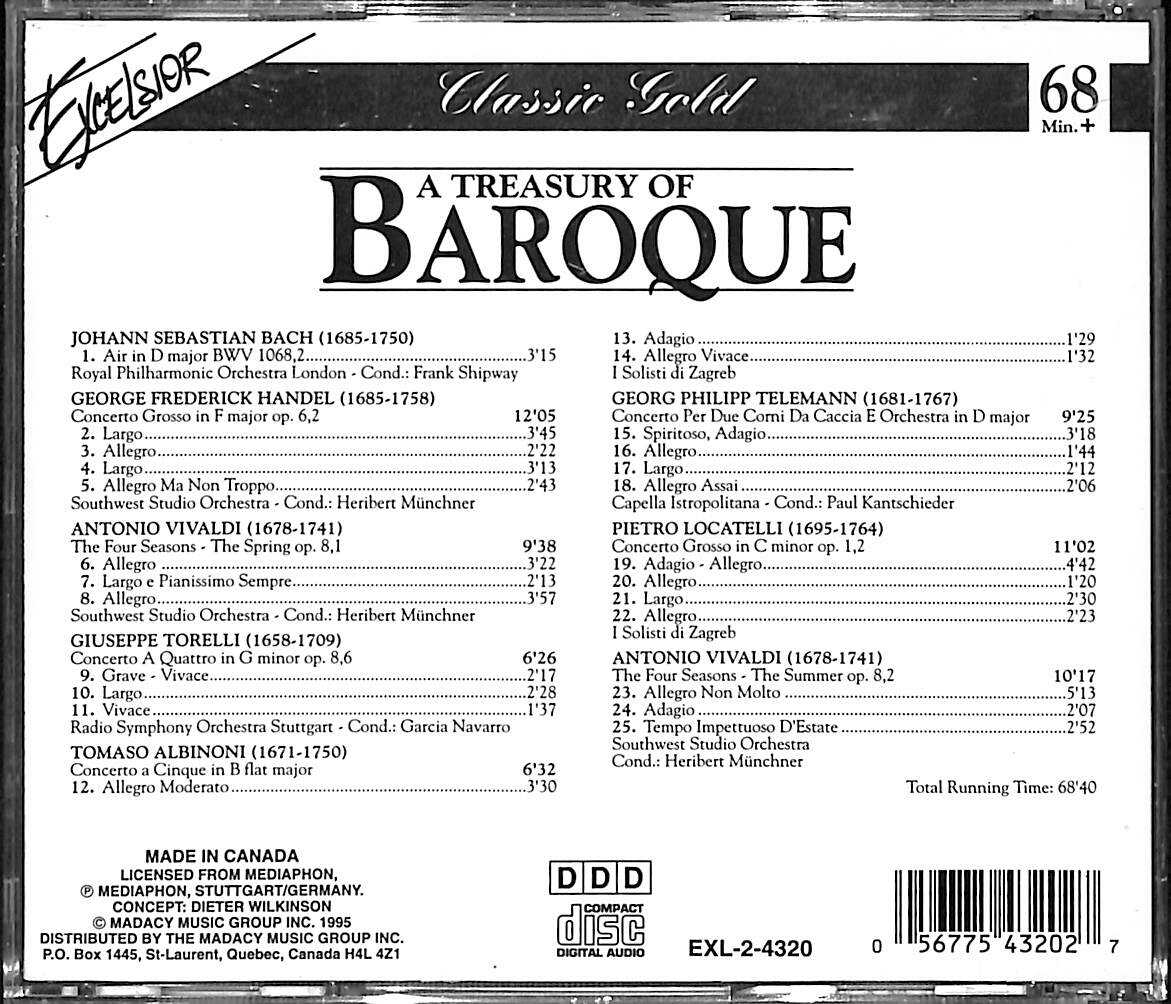 EXCELSIOR
Classic Gold
68
Min.+
A TREASURY OF
BAROQUE
JOHANN SEBASTIAN BACH (1685-1750)
1. Air in D major BWV 1068,2 3'15
Royal Philharmonic Orchestra London - Cond.: Frank Shipway
GEORGE FREDERICK HANDEL (1685-1758)
Concerto Grosso in F major op. 6,2 12'05
2. Largo 3'45
3. Allegro 2'22
4. Largo 3'13
5. Allegro Ma Non Troppo 2'43
Southwest Studio Orchestra - Cond.: Heribert Münchner
ANTONIO VIVALDI (1678-1741)
The Four Seasons - The Spring op. 8,1 9'38
6. Allegro 3'22
7. Largo e Pianissimo Sempre 2'13
8. Allegro 3'57
Southwest Studio Orchestra - Cond.: Heribert Münchner
GIUSEPPE TORELLI (1658-1709)
Concerto A Quattro in G minor op. 8,6 6'26
9. Grave - Vivace 2'17
10. Largo 2'28
11. Vivace 1'37
Radio Symphony Orchestra Stuttgart - Cond.: Garcia Navarro
TOMASO ALBINONI (1671-1750)
Concerto a Cinque in B flat major 6'32
12. Allegro Moderato 3'30
13. Adagio 1'29
14. Allegro Vivace 1'32
I Solisti di Zagreb
GEORG PHILIPP TELEMANN (1681-1767)
Concerto Per Due Corni Da Caccia E Orchestra in D major 9'25
15. Spiritoso, Adagio 3'18
16. Allegro 1'44
17. Largo 2'12
18. Allegro Assai 2'06
Capella Istropolitana - Cond.: Paul Kantschieder
PIETRO LOCATELLI (1695-1764)
Concerto Grosso in C minor op. 1,2 11'02
19. Adagio - Allegro 4'42
20. Allegro 1'20
21. Largo 2'30
22. Allegro 2'23
I Solisti di Zagreb
ANTONIO VIVALDI (1678-1741)
The Four Seasons - The Summer op. 8,2 10'17
23. Allegro Non Molto 5'13
24. Adagio 2'07
25. Tempo Impettuoso D'Estate 2'52
Southwest Studio Orchestra
Cond.: Heribert Münchner
Total Running Time: 68'40
MADE IN CANADA
LICENSED FROM MEDIAPHON,
℗ MEDIAPHON, STUTTGART/GERMANY.
CONCEPT: DIETER WILKINSON
© MADACY MUSIC GROUP INC. 1995
DISTRIBUTED BY THE MADACY MUSIC GROUP INC.
P.O. Box 1445, St-Laurent, Quebec, Canada H4L 4Z1
DDD
COMPACT
disc
DIGITAL AUDIO
EXL-2-4320
0 56775 43202 7